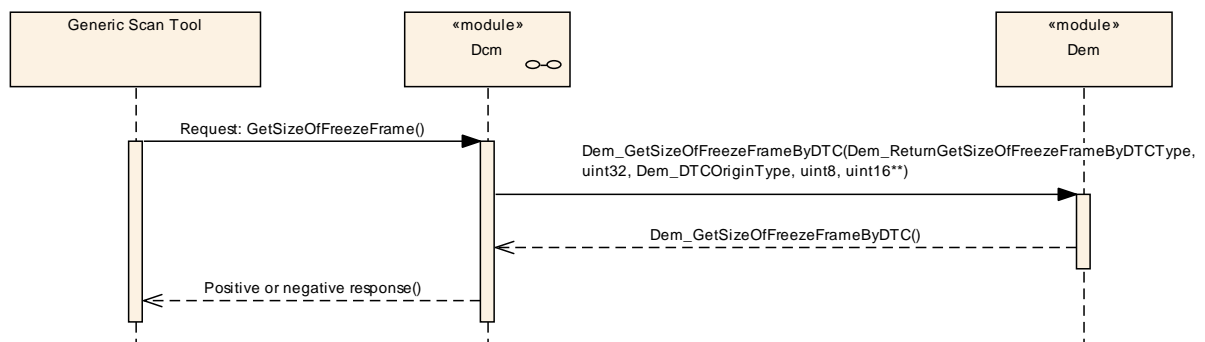 Generic Scan Tool
«module»
Dcm
«module»
Dem
Request: GetSizeOfFreezeFrame()
Dem_GetSizeOfFreezeFrameByDTC(Dem_ReturnGetSizeOfFreezeFrameByDTCType,
uint32, Dem_DTCOriginType, uint8, uint16**)
Dem_GetSizeOfFreezeFrameByDTC()
Positive or negative response()